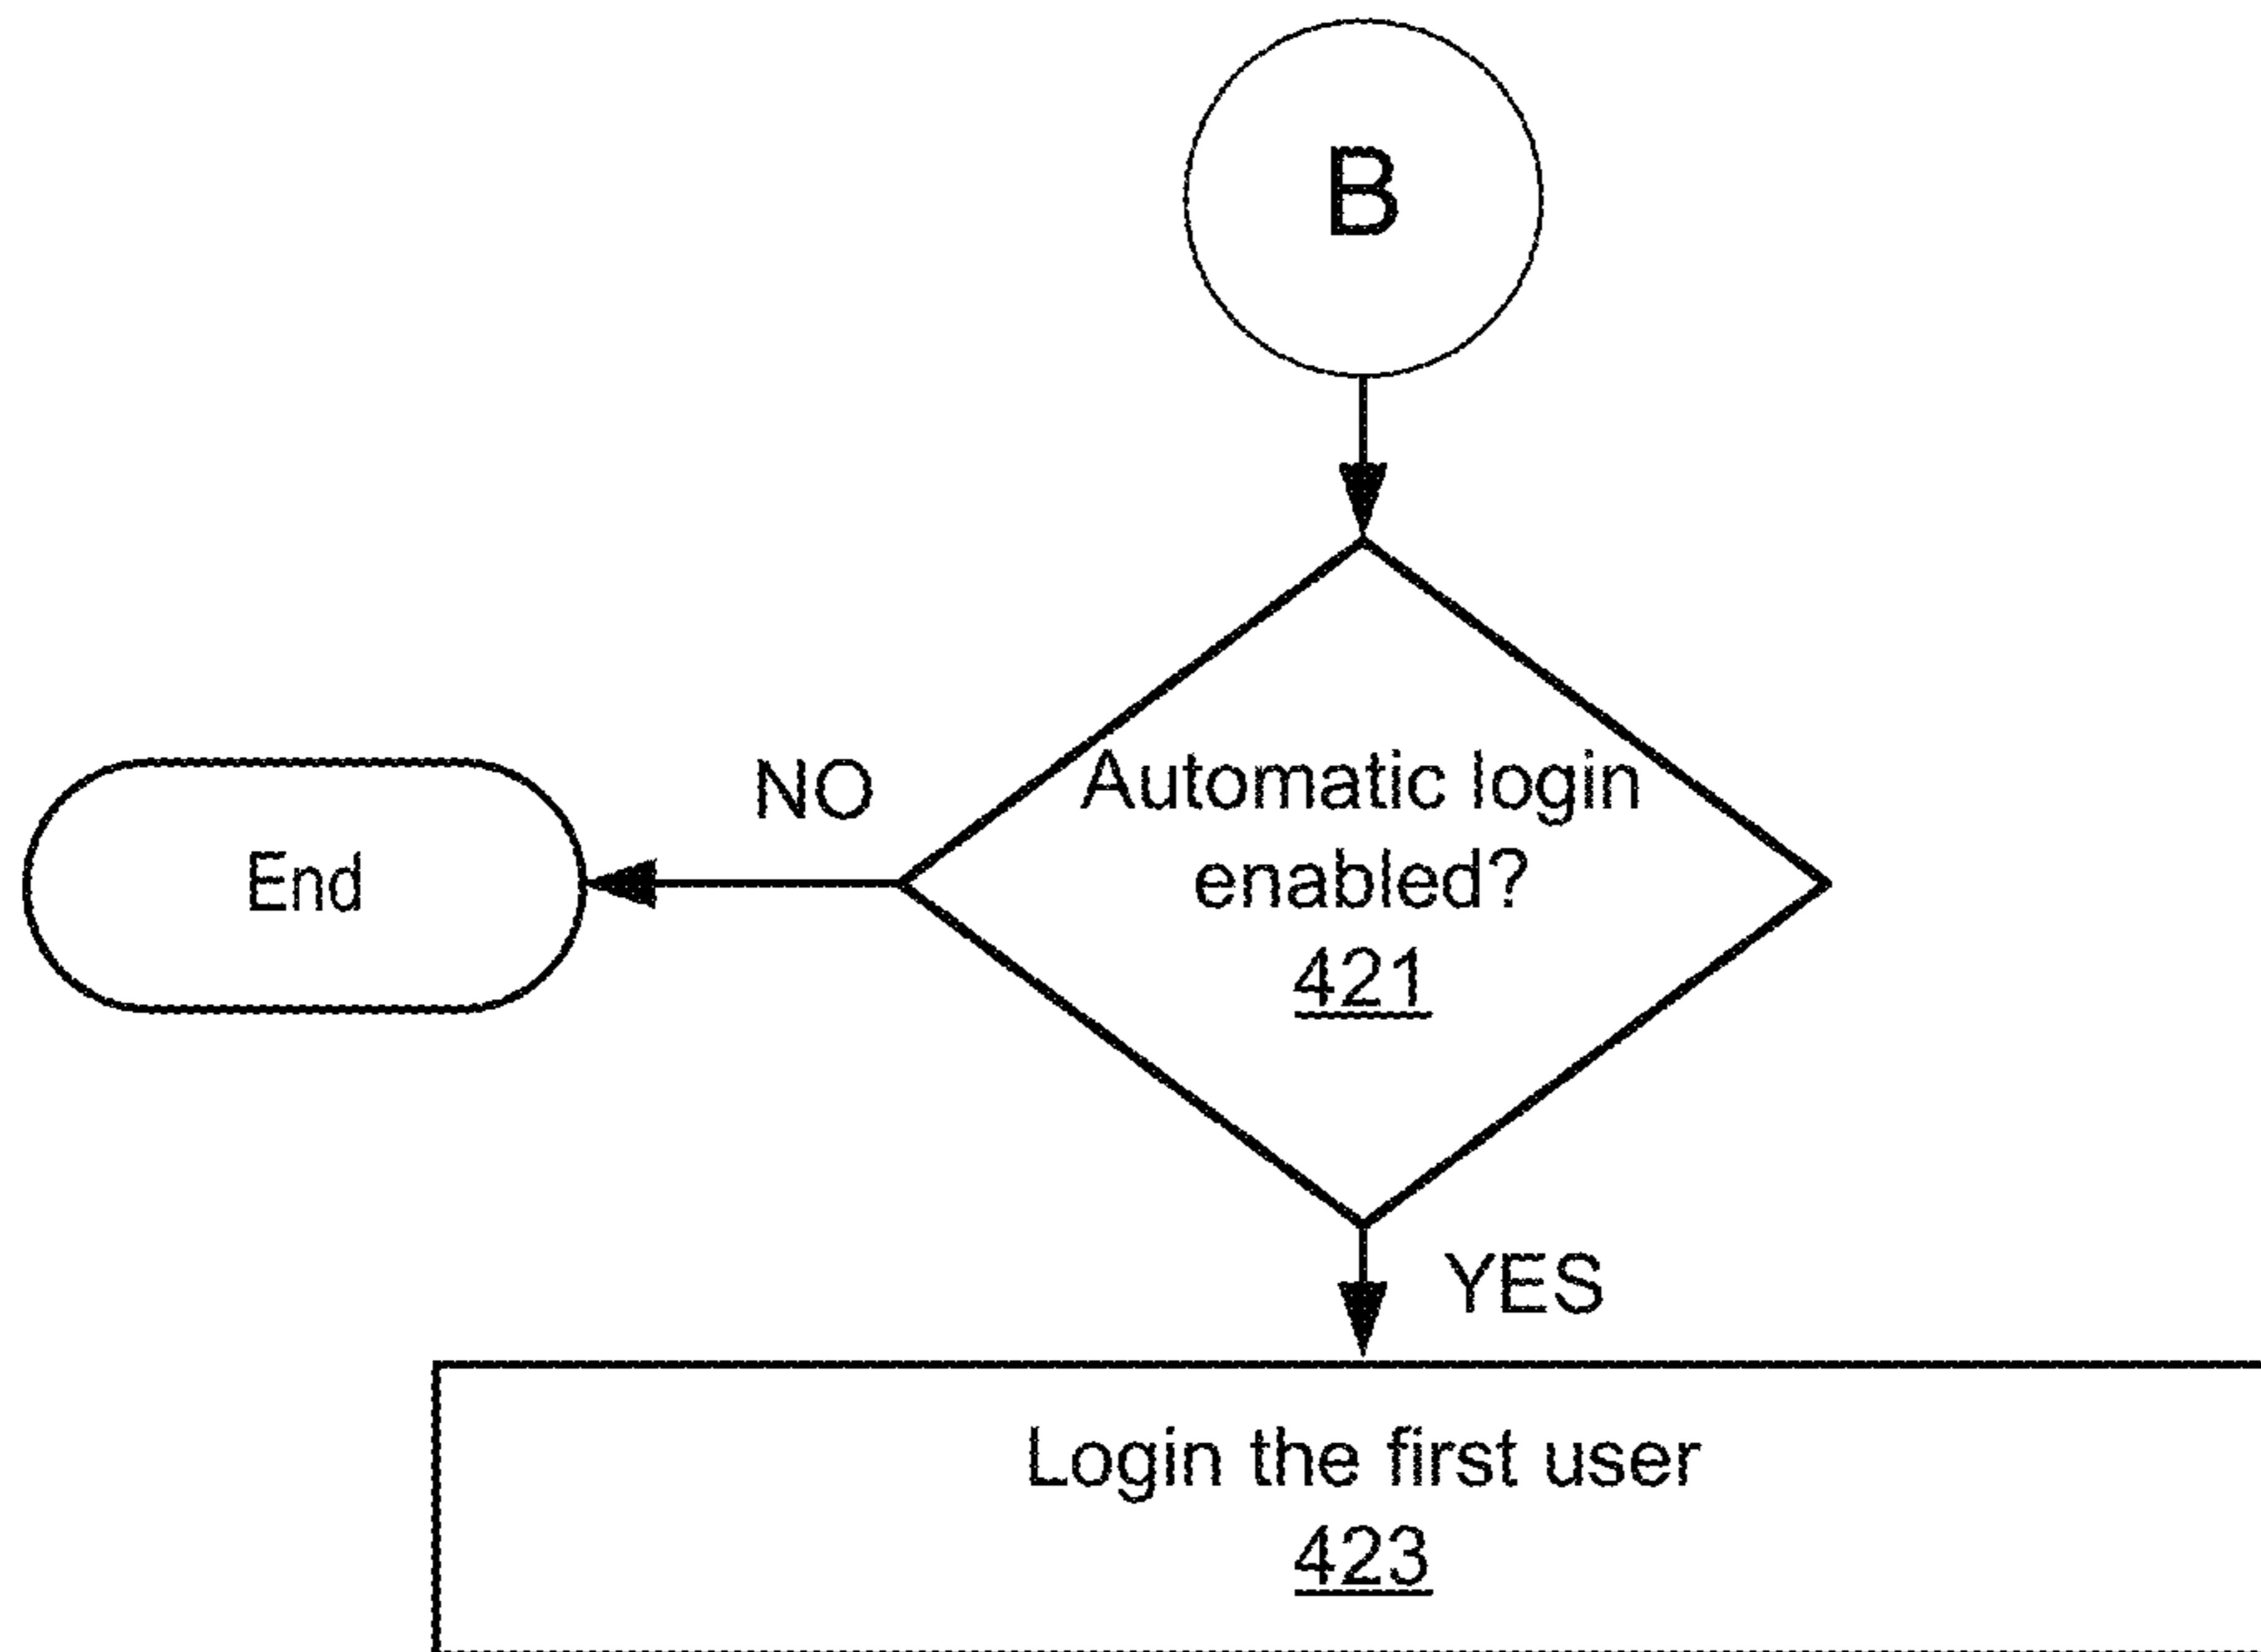 B
Automatic login
enabled?
421
NO
End
YES
Login the first user
423